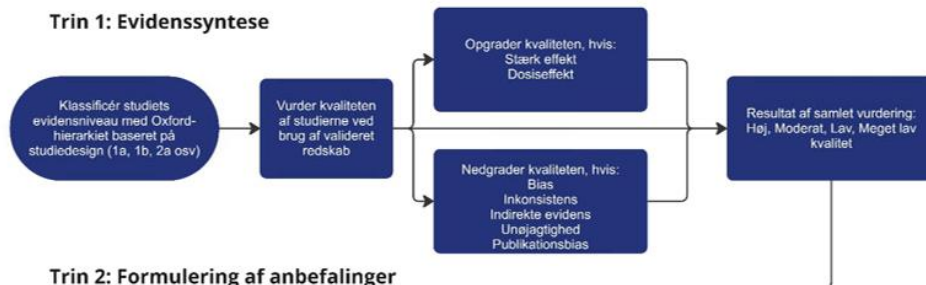 Trin 1: Evidenssyntese
Klassificér studiets
evidensniveau med Oxford-
hierarkiet baseret på
studiedesign (1a, 1b, 2a osv)
Vurder kvaliteten
af studierne ved
brug af valideret
redskab
Opgrader kvaliteten, hvis:
Stærk effekt
Dosiseffekt
Nedgrader kvaliteten, hvis:
Bias
Inkonsistens
Indirekte evidens
Unøjagtighed
Publikationsbias
Resultat af samlet vurdering:
Høj, Moderat, Lav, Meget lav
kvalitet
Trin 2: Formulering af anbefalinger